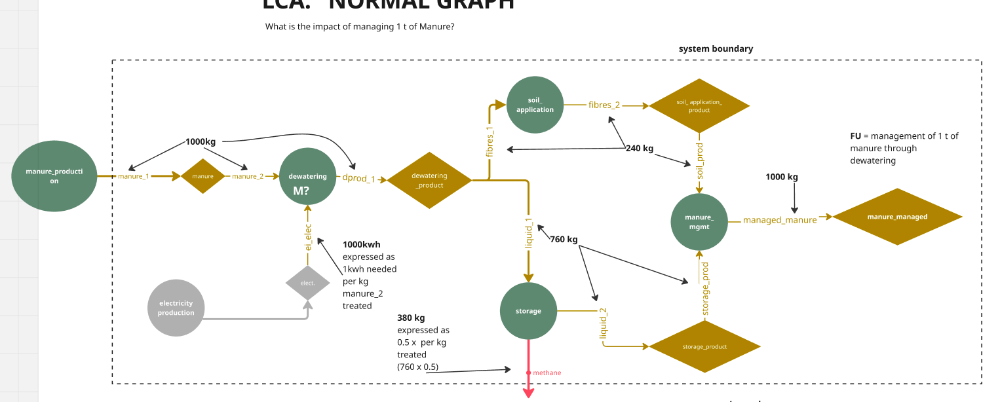 LCA: "NORMAL GRAPH
What is the impact of managing 1 t of Manure?
system boundary
soil_
application
fibres_2
soil_ application_
product
fibres_1
240 kg
soil_prod
FU = management of 1 t of
manure through
dewatering
1000kg
manure_producti
on
manure_1
manure
manure_2
dewatering
M?
dprod_1
dewatering
_product
1000 kg
manure_
mgmt
managed_manure
manure_managed
liquid_1
760 kg
ei_elec
1000kwh
expressed as
1kwh needed
per kg
manure_2
treated
elect.
electricity
production
storage
storage_prod
liquid_2
storage_product
380 kg
expressed as
0.5 x  per kg
treated
(760 x 0.5)
methane